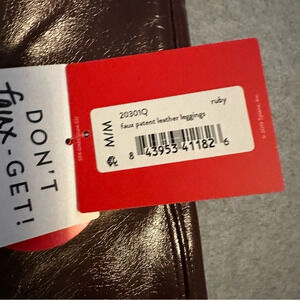 DON'T
faux-GET!
M/M
20301Q
ruby
faux patent leather leggings
8 43953 41182 6